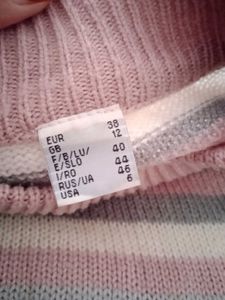 EUR 38
GB 12
F/B/LU/ 40
E/SLO 44
I/RO 46
RUS/UA
USA 6